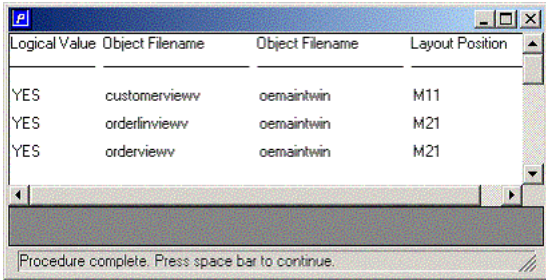 Logical Value Object Filename Object Filename Layout Position
YES customerviewv oemaintwin M11
YES orderlinviewv oemaintwin M21
YES orderviewv oemaintwin M21
Procedure complete. Press space bar to continue.